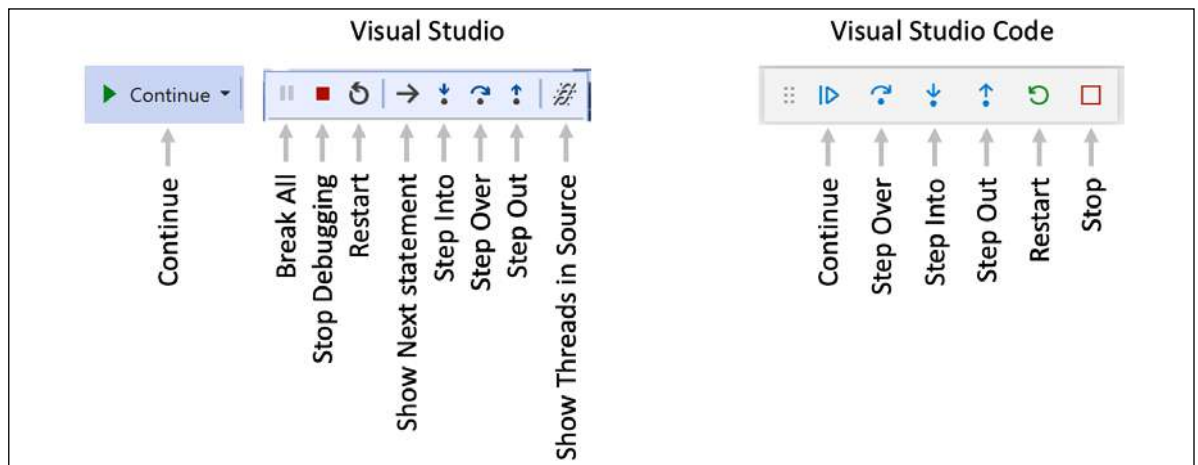 Visual Studio
Visual Studio Code
Continue
Continue
Break All
Stop Debugging
Restart
Show Next statement
Step Into
Step Over
Step Out
Show Threads in Source
Continue
Step Over
Step Into
Step Out
Restart
Stop